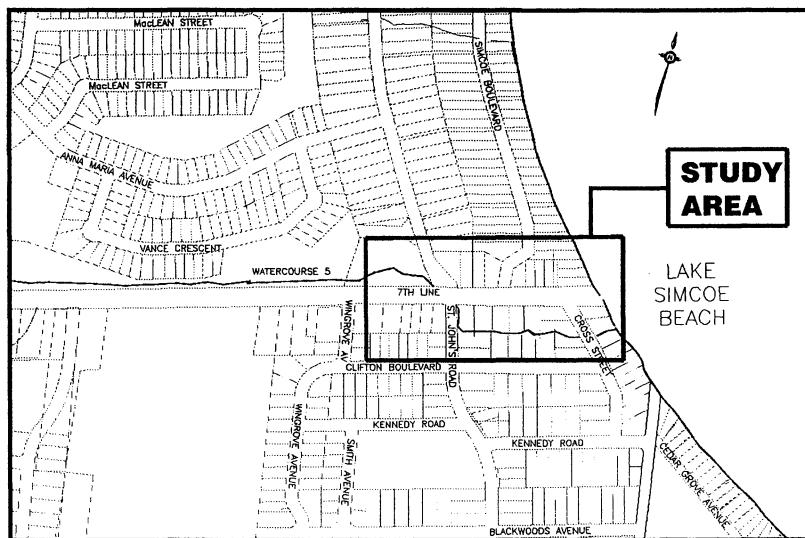 MacLEAN STREET
SIMCOE BOULEVARD
N
MacLEAN STREET
ANNA MARIA AVENUE
STUDY
AREA
VANCE CRESCENT
WATERCOURSE 5
LAKE
SIMCOE
BEACH
7TH LINE
WINGROVE AV
ST. JOHN'S ROAD
CROSS STREET
CLIFTON BOULEVARD
WINGROVE AVENUE
KENNEDY ROAD
SMITH AVENUE
KENNEDY ROAD
CEDAR GROVE AVENUE
BLACKWOODS AVENUE